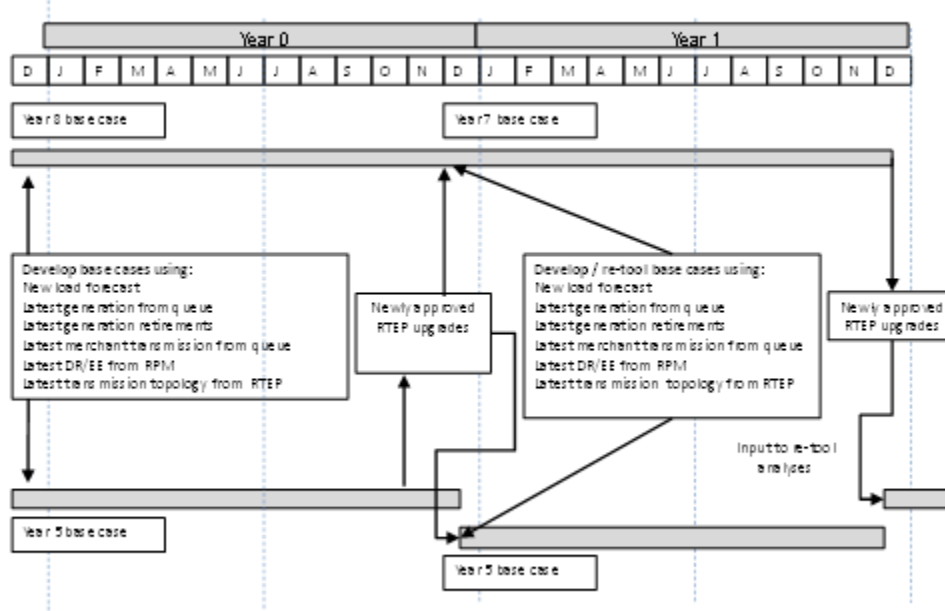 Year 0 Year 1
D J F M A M J J A S O N D J F M A M J J A S O N D
Year 8 base case
Year 7 base case
Develop base cases using:
New load forecast
Latest generation from queue
Latest generation retirements
Latest merchant transmission from queue
Latest DR/EE from RPM
Latest transmission topology from RTEP
Newly approved
RTEP upgrades
Develop / re-tool base cases using:
New load forecast
Latest generation from queue
Latest generation retirements
Latest merchant transmission from queue
Latest DR/EE from RPM
Latest transmission topology from RTEP
Newly approved
RTEP upgrades
Input to re-tool
analyses
Year 5 base case
Year 5 base case